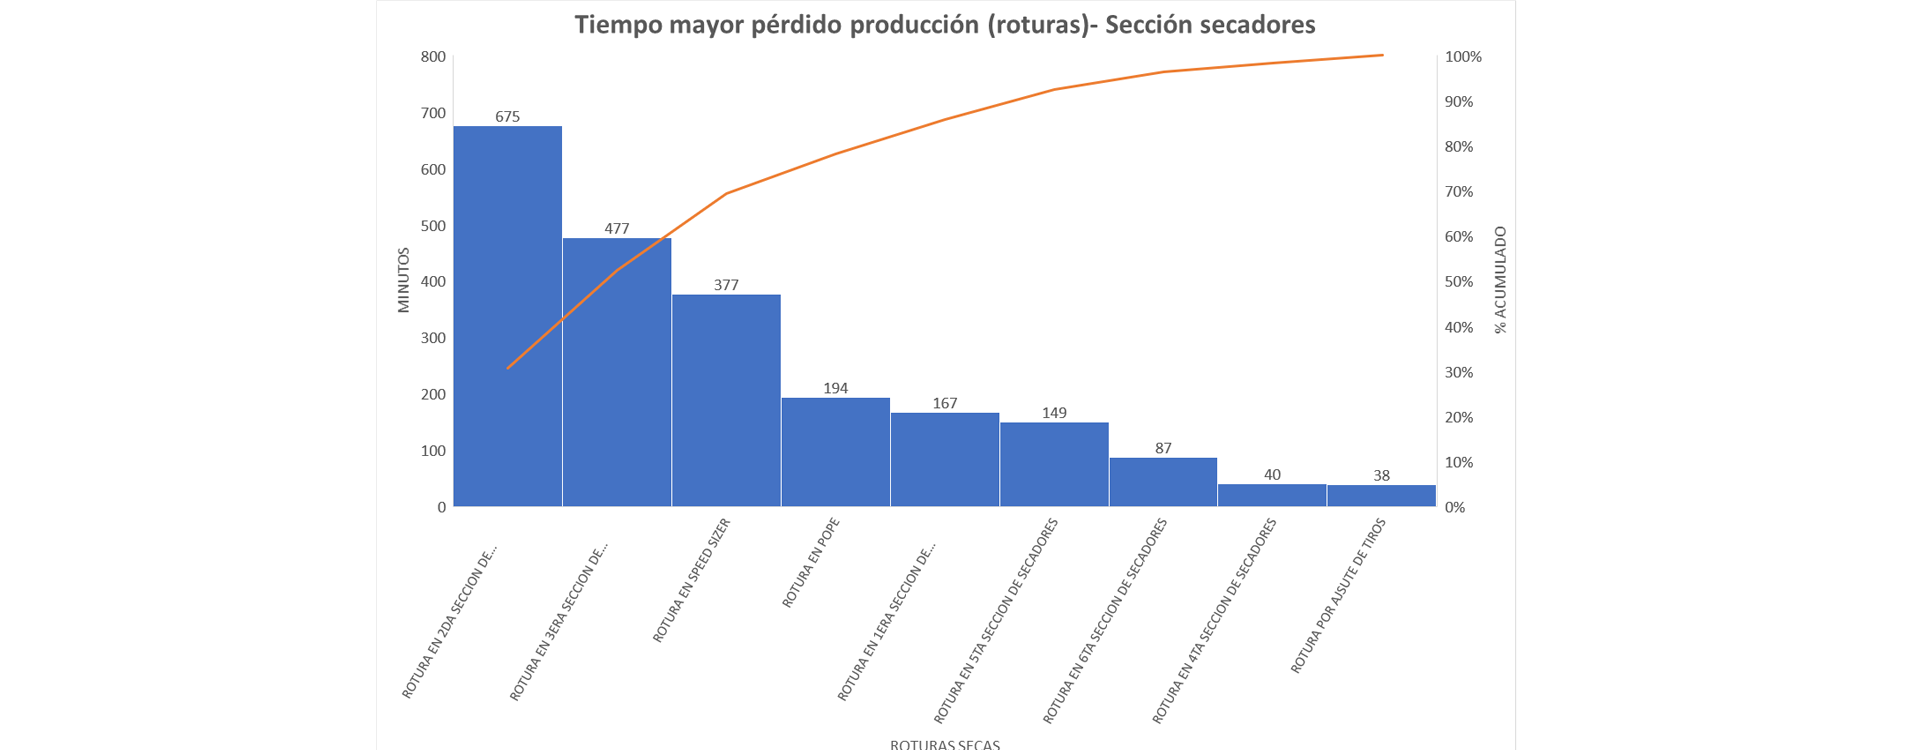 Tiempo mayor pérdido producción (roturas)- Sección secadores
MINUTOS
800
700
600
500
400
300
200
100
0
675
477
377
194
167
149
87
40
38
100%
90%
80%
70%
60%
50%
40%
30%
20%
10%
0%
% ACUMULADO
ROTURA EN 2DA SECCION DE...
ROTURA EN 3ERA SECCION DE...
ROTURA EN SPEED SIZER
ROTURA EN POPE
ROTURA EN 1ERA SECCION DE...
ROTURA EN 5TA SECCION DE SECADORES
ROTURA EN 6TA SECCION DE SECADORES
ROTURA EN 4TA SECCION DE SECADORES
ROTURA POR AJSUTE DE TIROS
ROTURAS SECAS